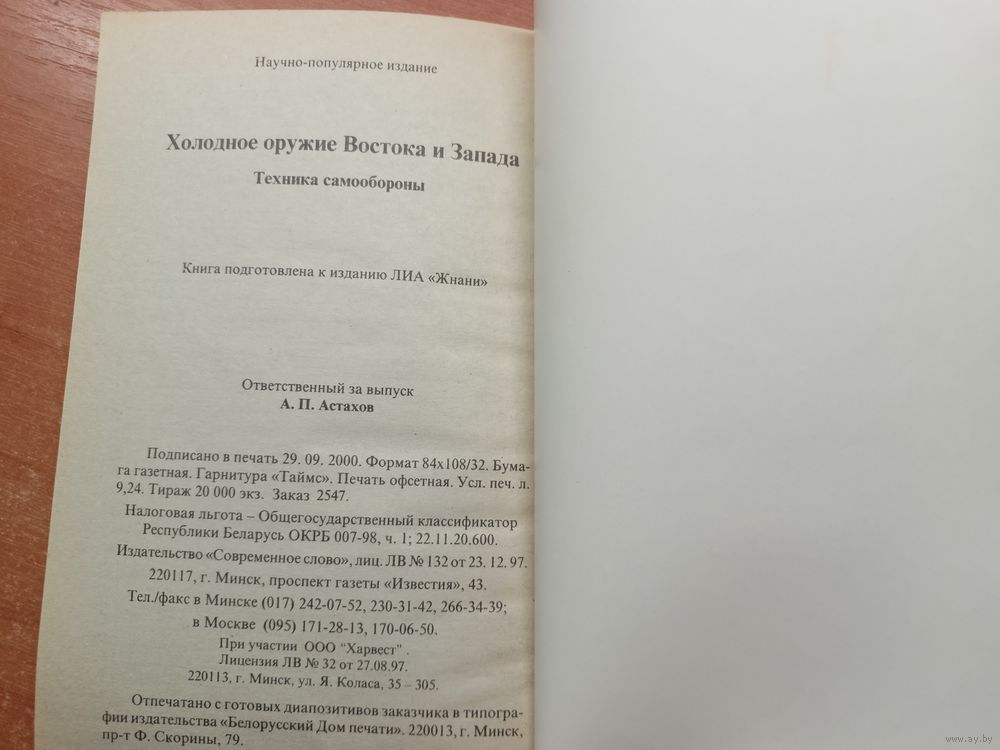 Научно-популярное издание
Холодное оружие Востока и Запада
Техника самообороны
Книга подготовлена к изданию ЛИА «Жнани»
Ответственный за выпуск
А. П. Астахов
Подписано в печать 29. 09. 2000. Формат 84х108/32. Бума-
га газетная. Гарнитура «Таймс». Печать офсетная. Усл. печ. л.
9,24. Тираж 20 000 экз. Заказ 2547.
Налоговая льгота – Общегосударственный классификатор
Республики Беларусь ОКРБ 007-98, ч. 1; 22.11.20.600.
Издательство «Современное слово», лиц. ЛВ № 132 от 23. 12. 97.
220117, г. Минск, проспект газеты «Известия», 43.
Тел./факс в Минске (017) 242-07-52, 230-31-42, 266-34-39;
в Москве (095) 171-28-13, 170-06-50.
При участии ООО "Харвест" .
Лицензия ЛВ № 32 от 27.08.97.
220113, г. Минск, ул. Я. Коласа, 35 – 305.
Отпечатано с готовых диапозитивов заказчика в типогра-
фии издательства «Белорусский Дом печати». 220013, г. Минск,
пр-т Ф. Скорины, 79.
www.ay.by